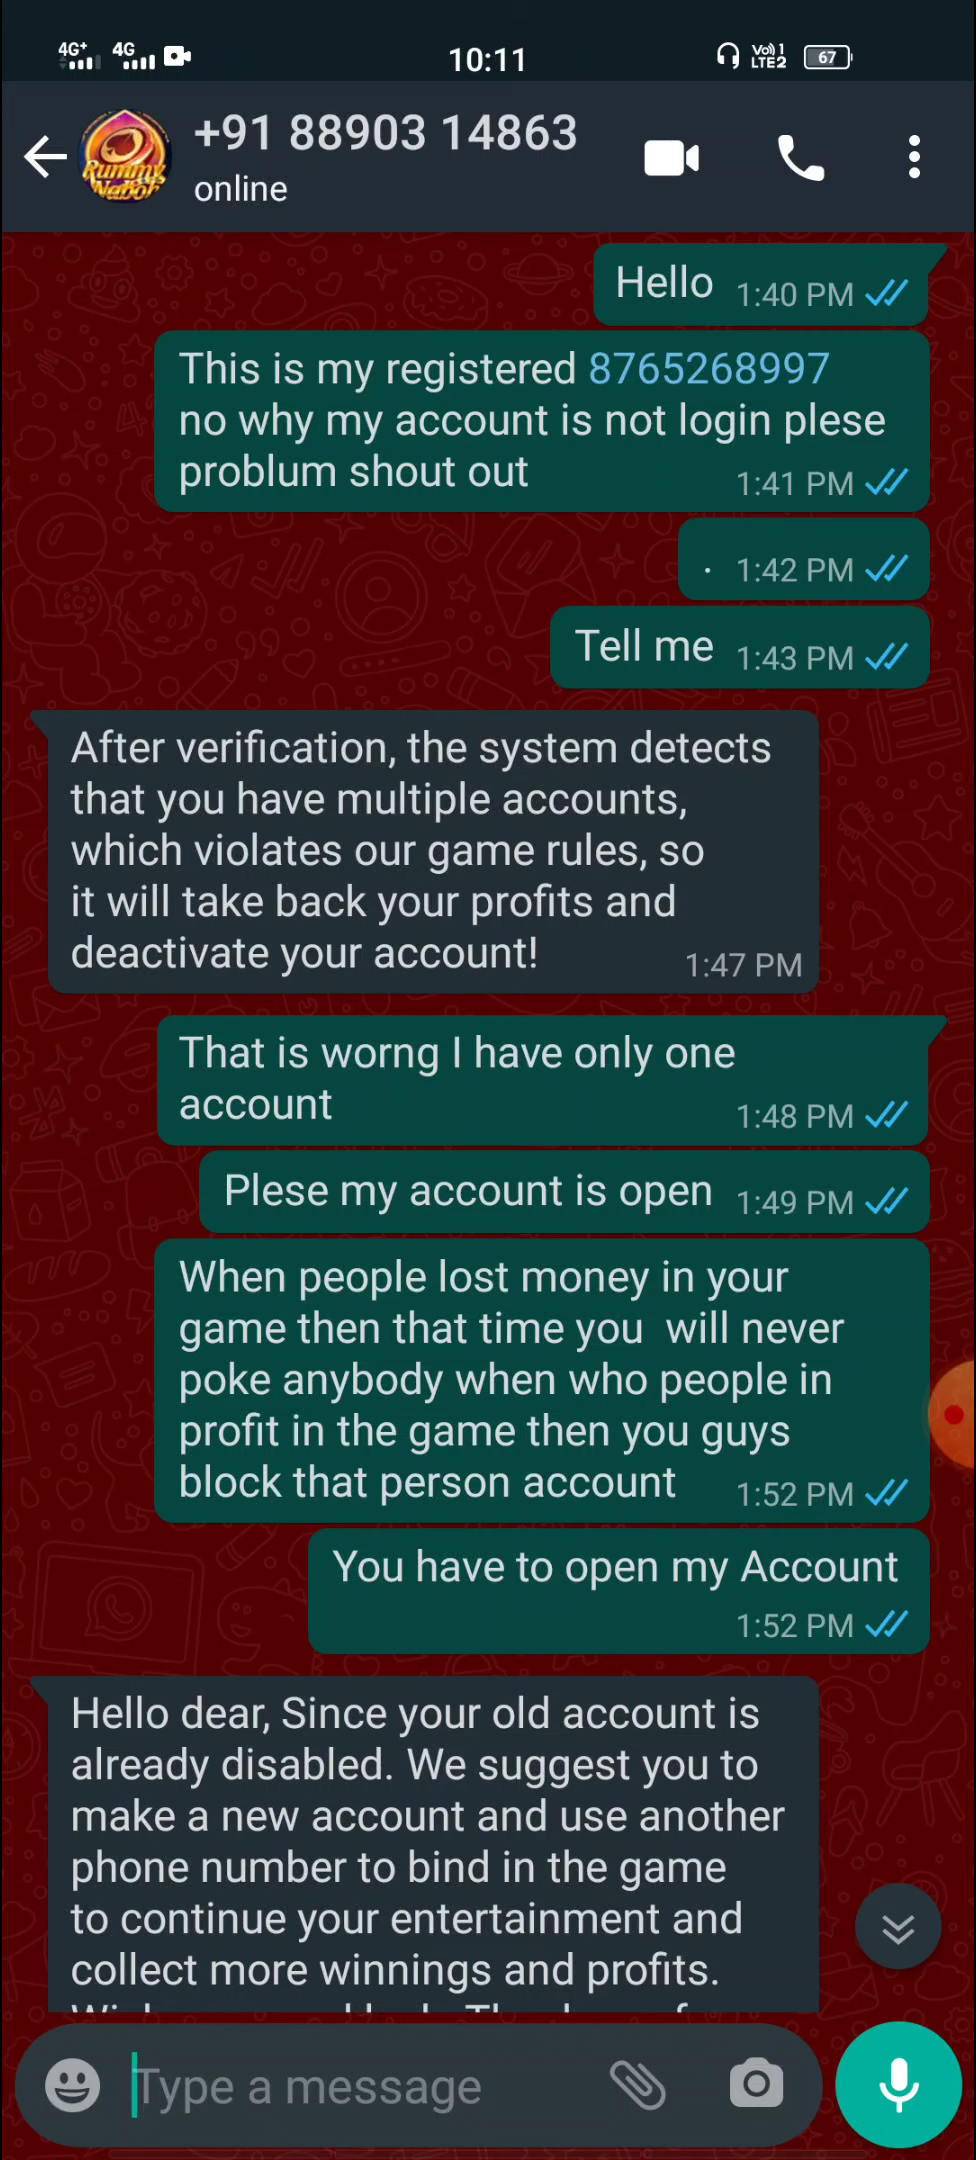 4G+ 4G 10:11 Vo)) 1 LTE2 67
+91 88903 14863
Rummy Nabob
online
Hello 1:40 PM
This is my registered 8765268997
no why my account is not login plese
problum shout out 1:41 PM
. 1:42 PM
Tell me 1:43 PM
After verification, the system detects
that you have multiple accounts,
which violates our game rules, so
it will take back your profits and
deactivate your account! 1:47 PM
That is worng I have only one
account 1:48 PM
Plese my account is open 1:49 PM
When people lost money in your
game then that time you will never
poke anybody when who people in
profit in the game then you guys
block that person account 1:52 PM
You have to open my Account
1:52 PM
Hello dear, Since your old account is
already disabled. We suggest you to
make a new account and use another
phone number to bind in the game
to continue your entertainment and
collect more winnings and profits.
Type a message